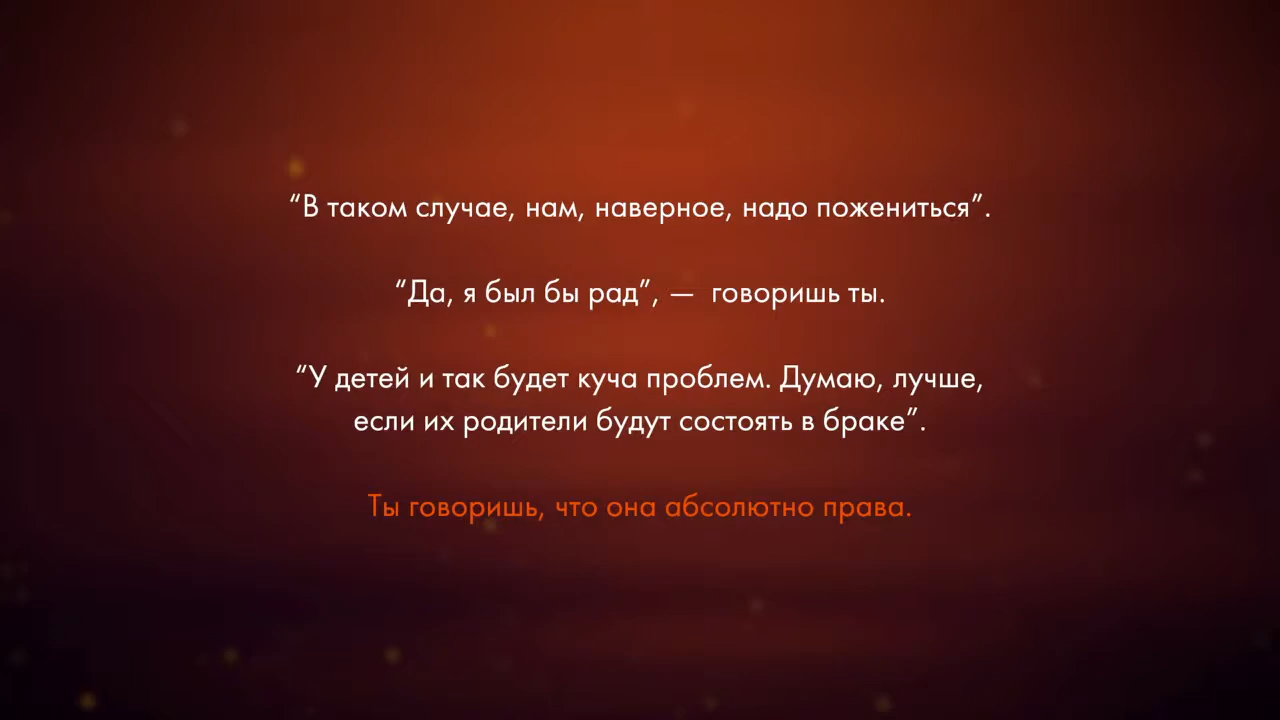 “В таком случае, нам, наверное, надо пожениться”.
“Да, я был бы рад”, —  говоришь ты.
“У детей и так будет куча проблем. Думаю, лучше,
если их родители будут состоять в браке”.
Ты говоришь, что она абсолютно права.